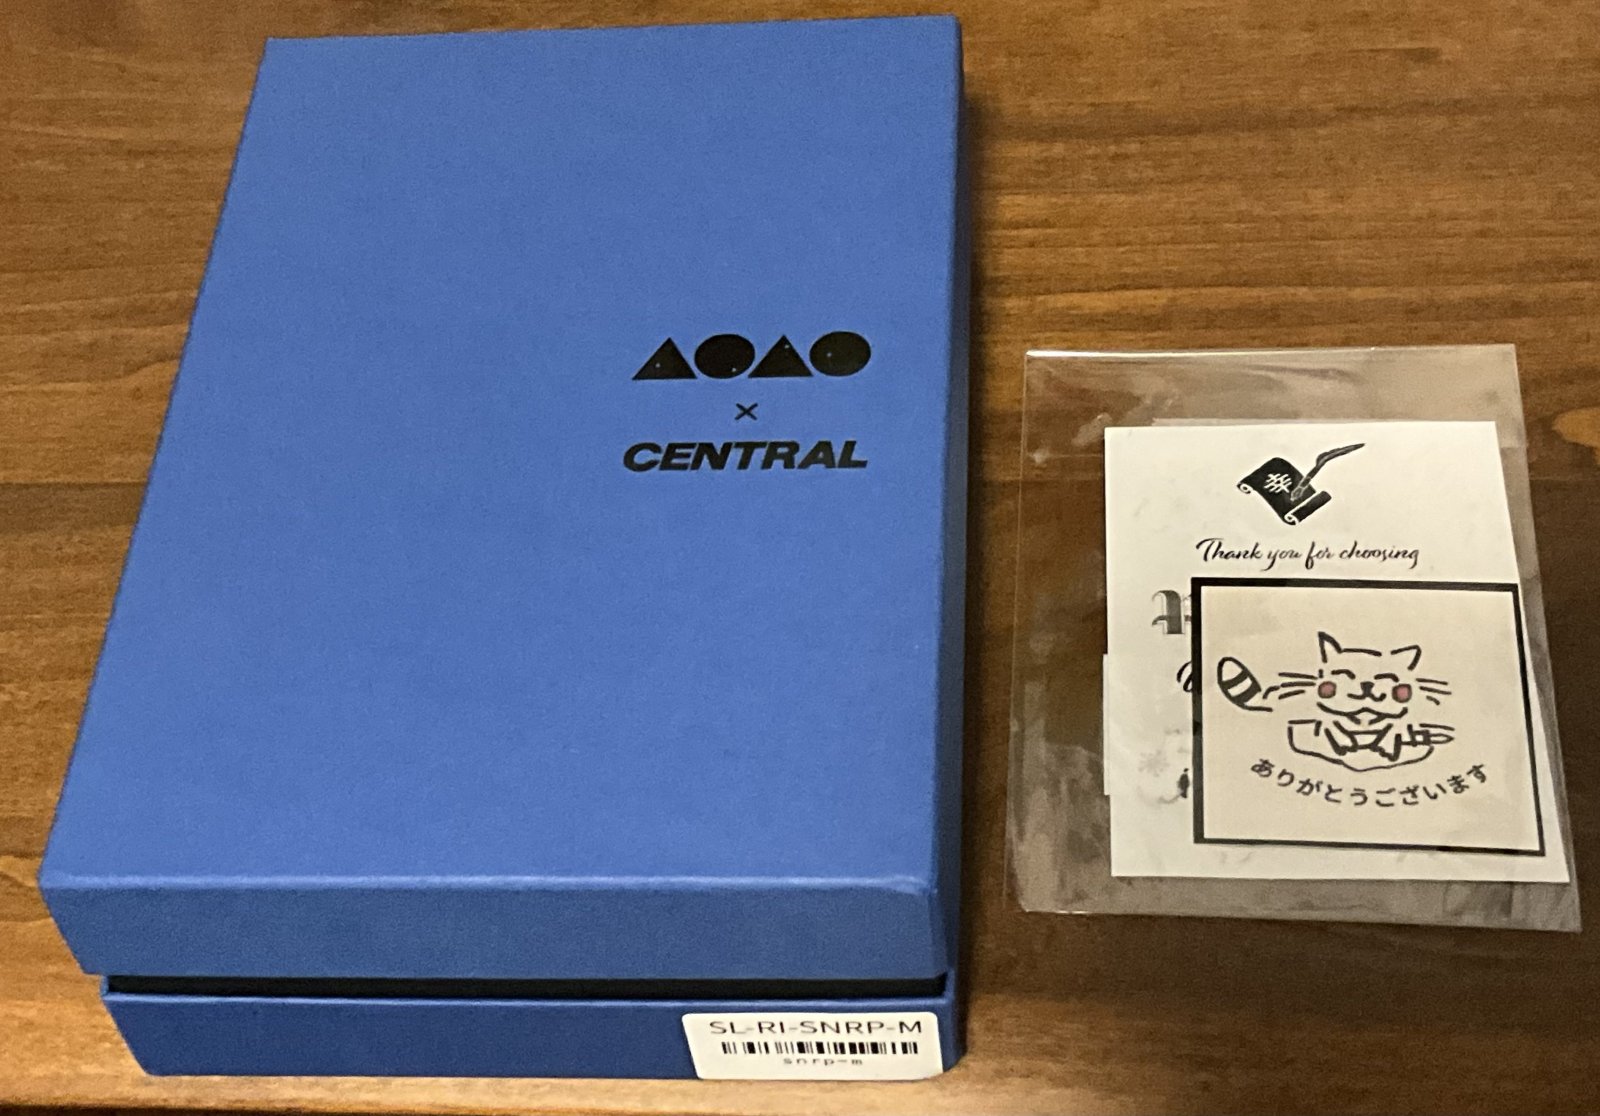 ×
CENTRAL
SL-RI-SNRP-M
snrp-m
幸
Thank you for choosing
ありがとうございます